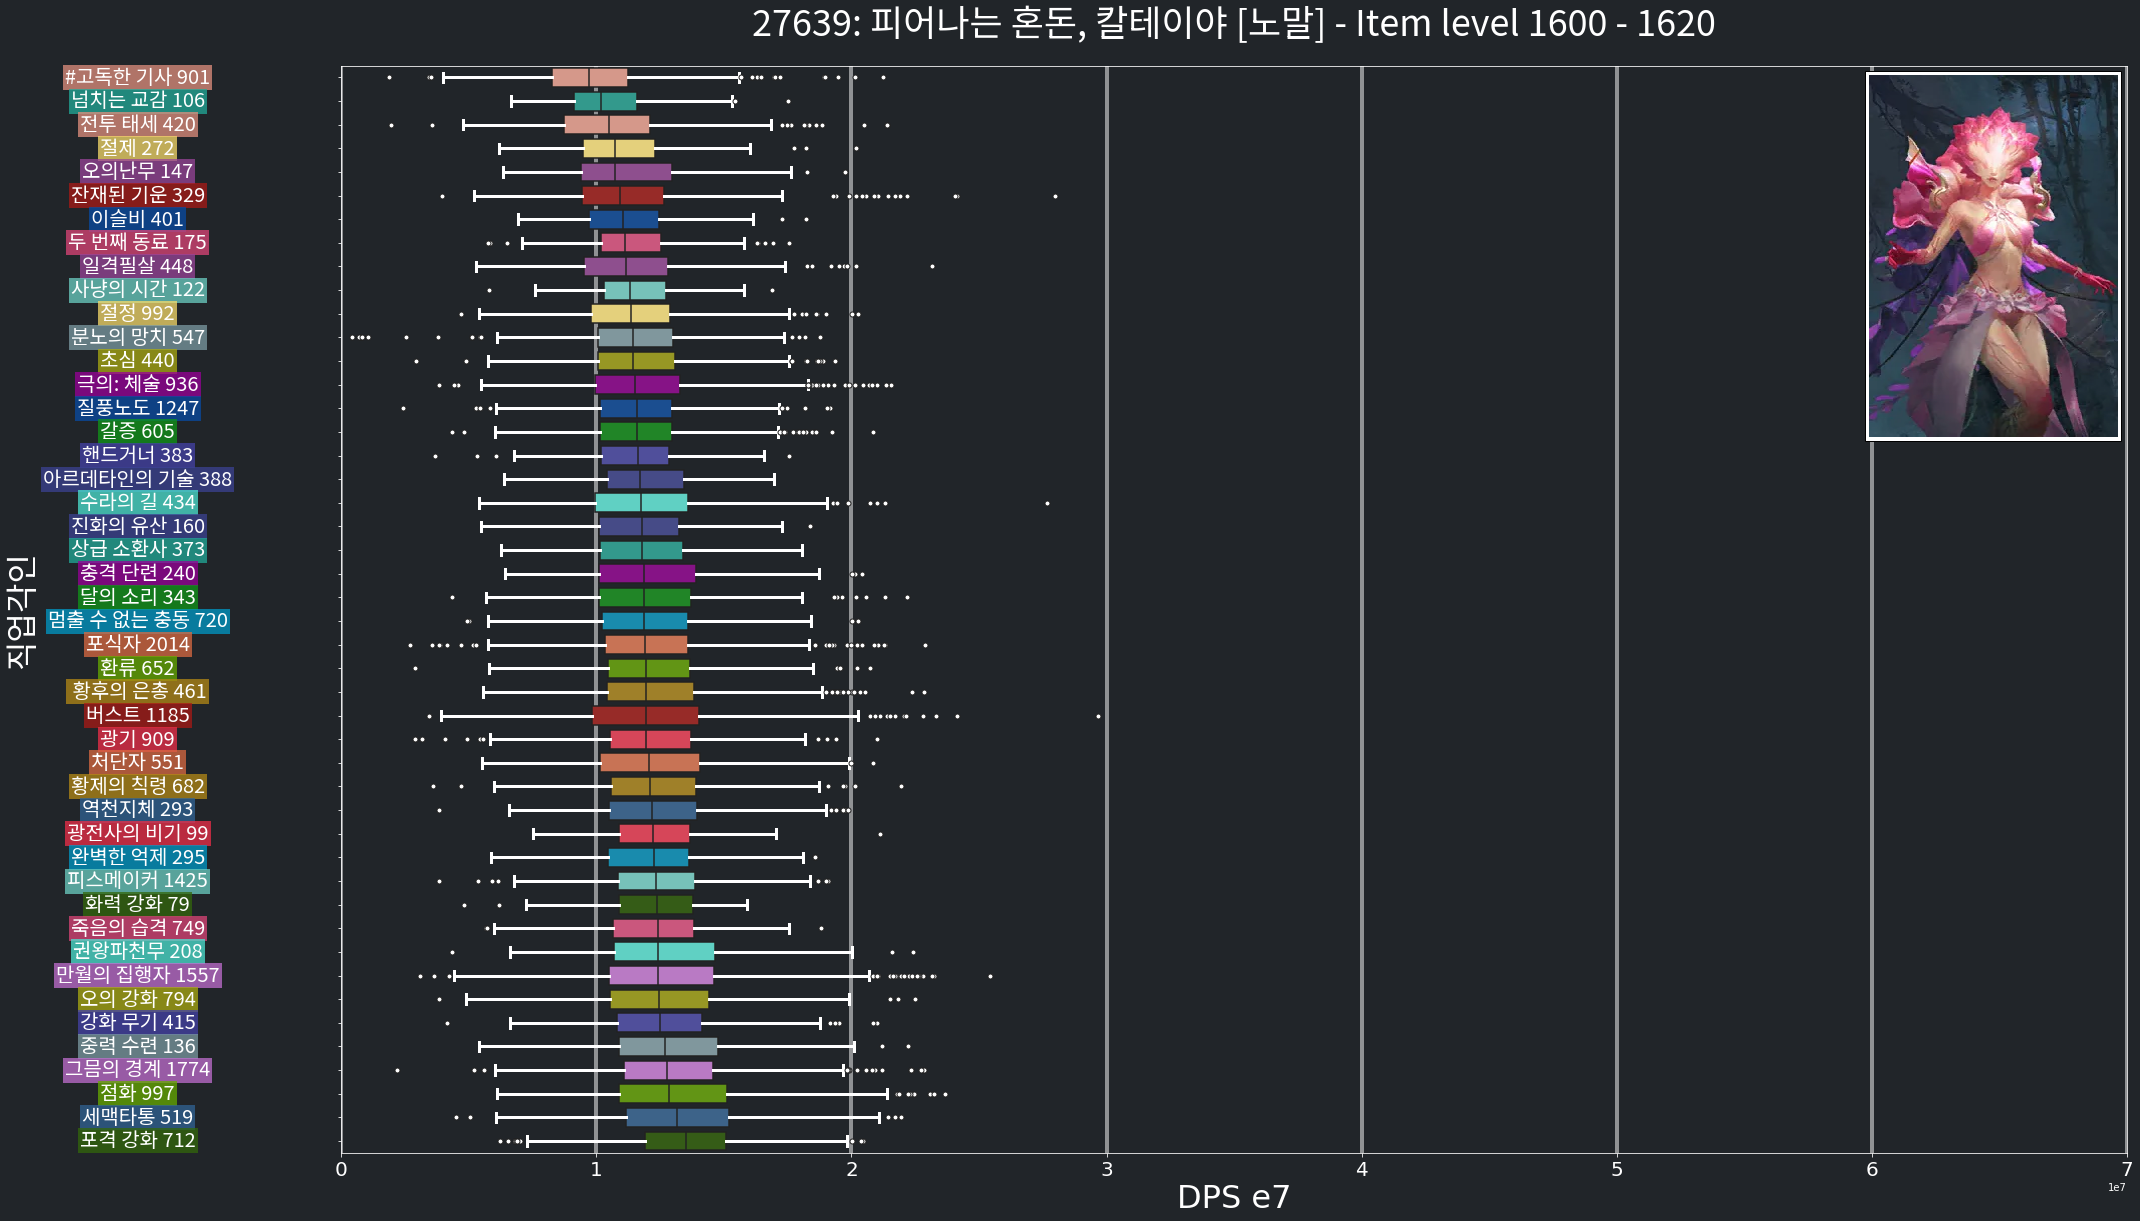 27639: 피어나는 혼돈, 칼테이야 [노말] - Item level 1600 - 1620
#고독한 기사 901
넘치는 교감 106
전투 태세 420
절제 272
오의난무 147
잔재된 기운 329
이슬비 401
두 번째 동료 175
일격필살 448
사냥의 시간 122
절정 992
분노의 망치 547
초심 440
극의: 체술 936
질풍노도 1247
갈증 605
핸드거너 383
아르데타인의 기술 388
수라의 길 434
진화의 유산 160
상급 소환사 373
충격 단련 240
달의 소리 343
멈출 수 없는 충동 720
포식자 2014
환류 652
황후의 은총 461
버스트 1185
광기 909
처단자 551
황제의 칙령 682
역천지체 293
광전사의 비기 99
완벽한 억제 295
피스메이커 1425
화력 강화 79
죽음의 습격 749
권왕파천무 208
만월의 집행자 1557
오의 강화 794
강화 무기 415
중력 수련 136
그믐의 경계 1774
점화 997
세맥타통 519
포격 강화 712
직업각인
0 1 2 3 4 5 6 7
1e7
DPS e7